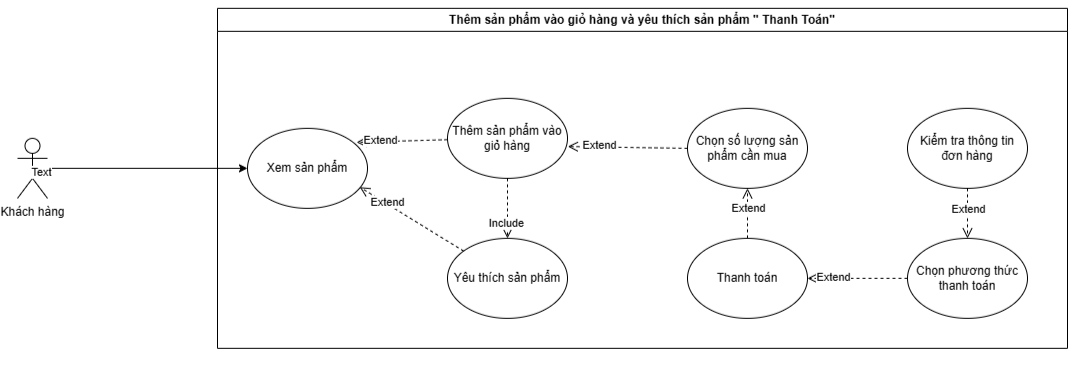 Thêm sản phẩm vào giỏ hàng và yêu thích sản phẩm " Thanh Toán"
Text
Khách hàng
Xem sản phẩm
Extend
Extend
Thêm sản phẩm vào
giỏ hàng
Include
Yêu thích sản phẩm
Extend
Chọn số lượng sản
phẩm cần mua
Extend
Thanh toán
Extend
Kiểm tra thông tin
đơn hàng
Extend
Chọn phương thức
thanh toán